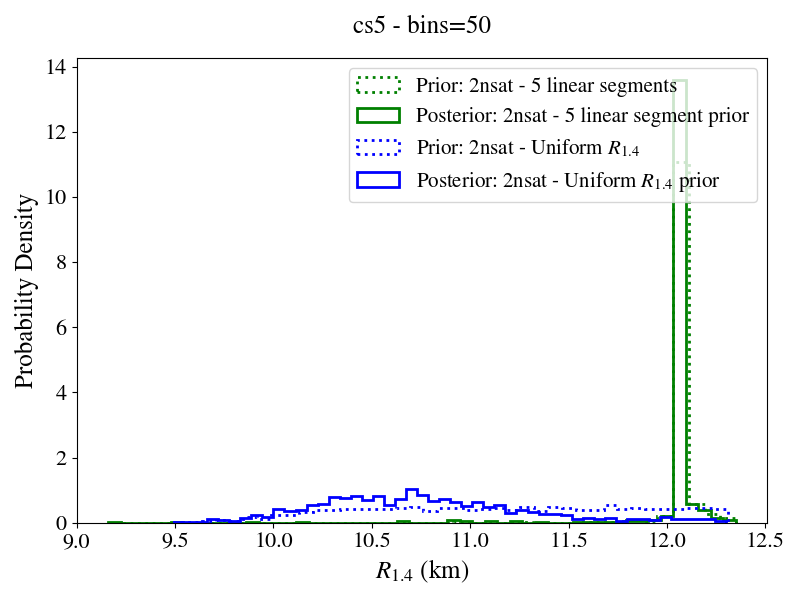 cs5 - bins=50
Prior: 2nsat - 5 linear segments
Posterior: 2nsat - 5 linear segment prior
Prior: 2nsat - Uniform R1.4
Posterior: 2nsat - Uniform R1.4 prior
Probability Density
14
12
10
8
6
4
2
0
9.0 9.5 10.0 10.5 11.0 11.5 12.0 12.5
R1.4 (km)